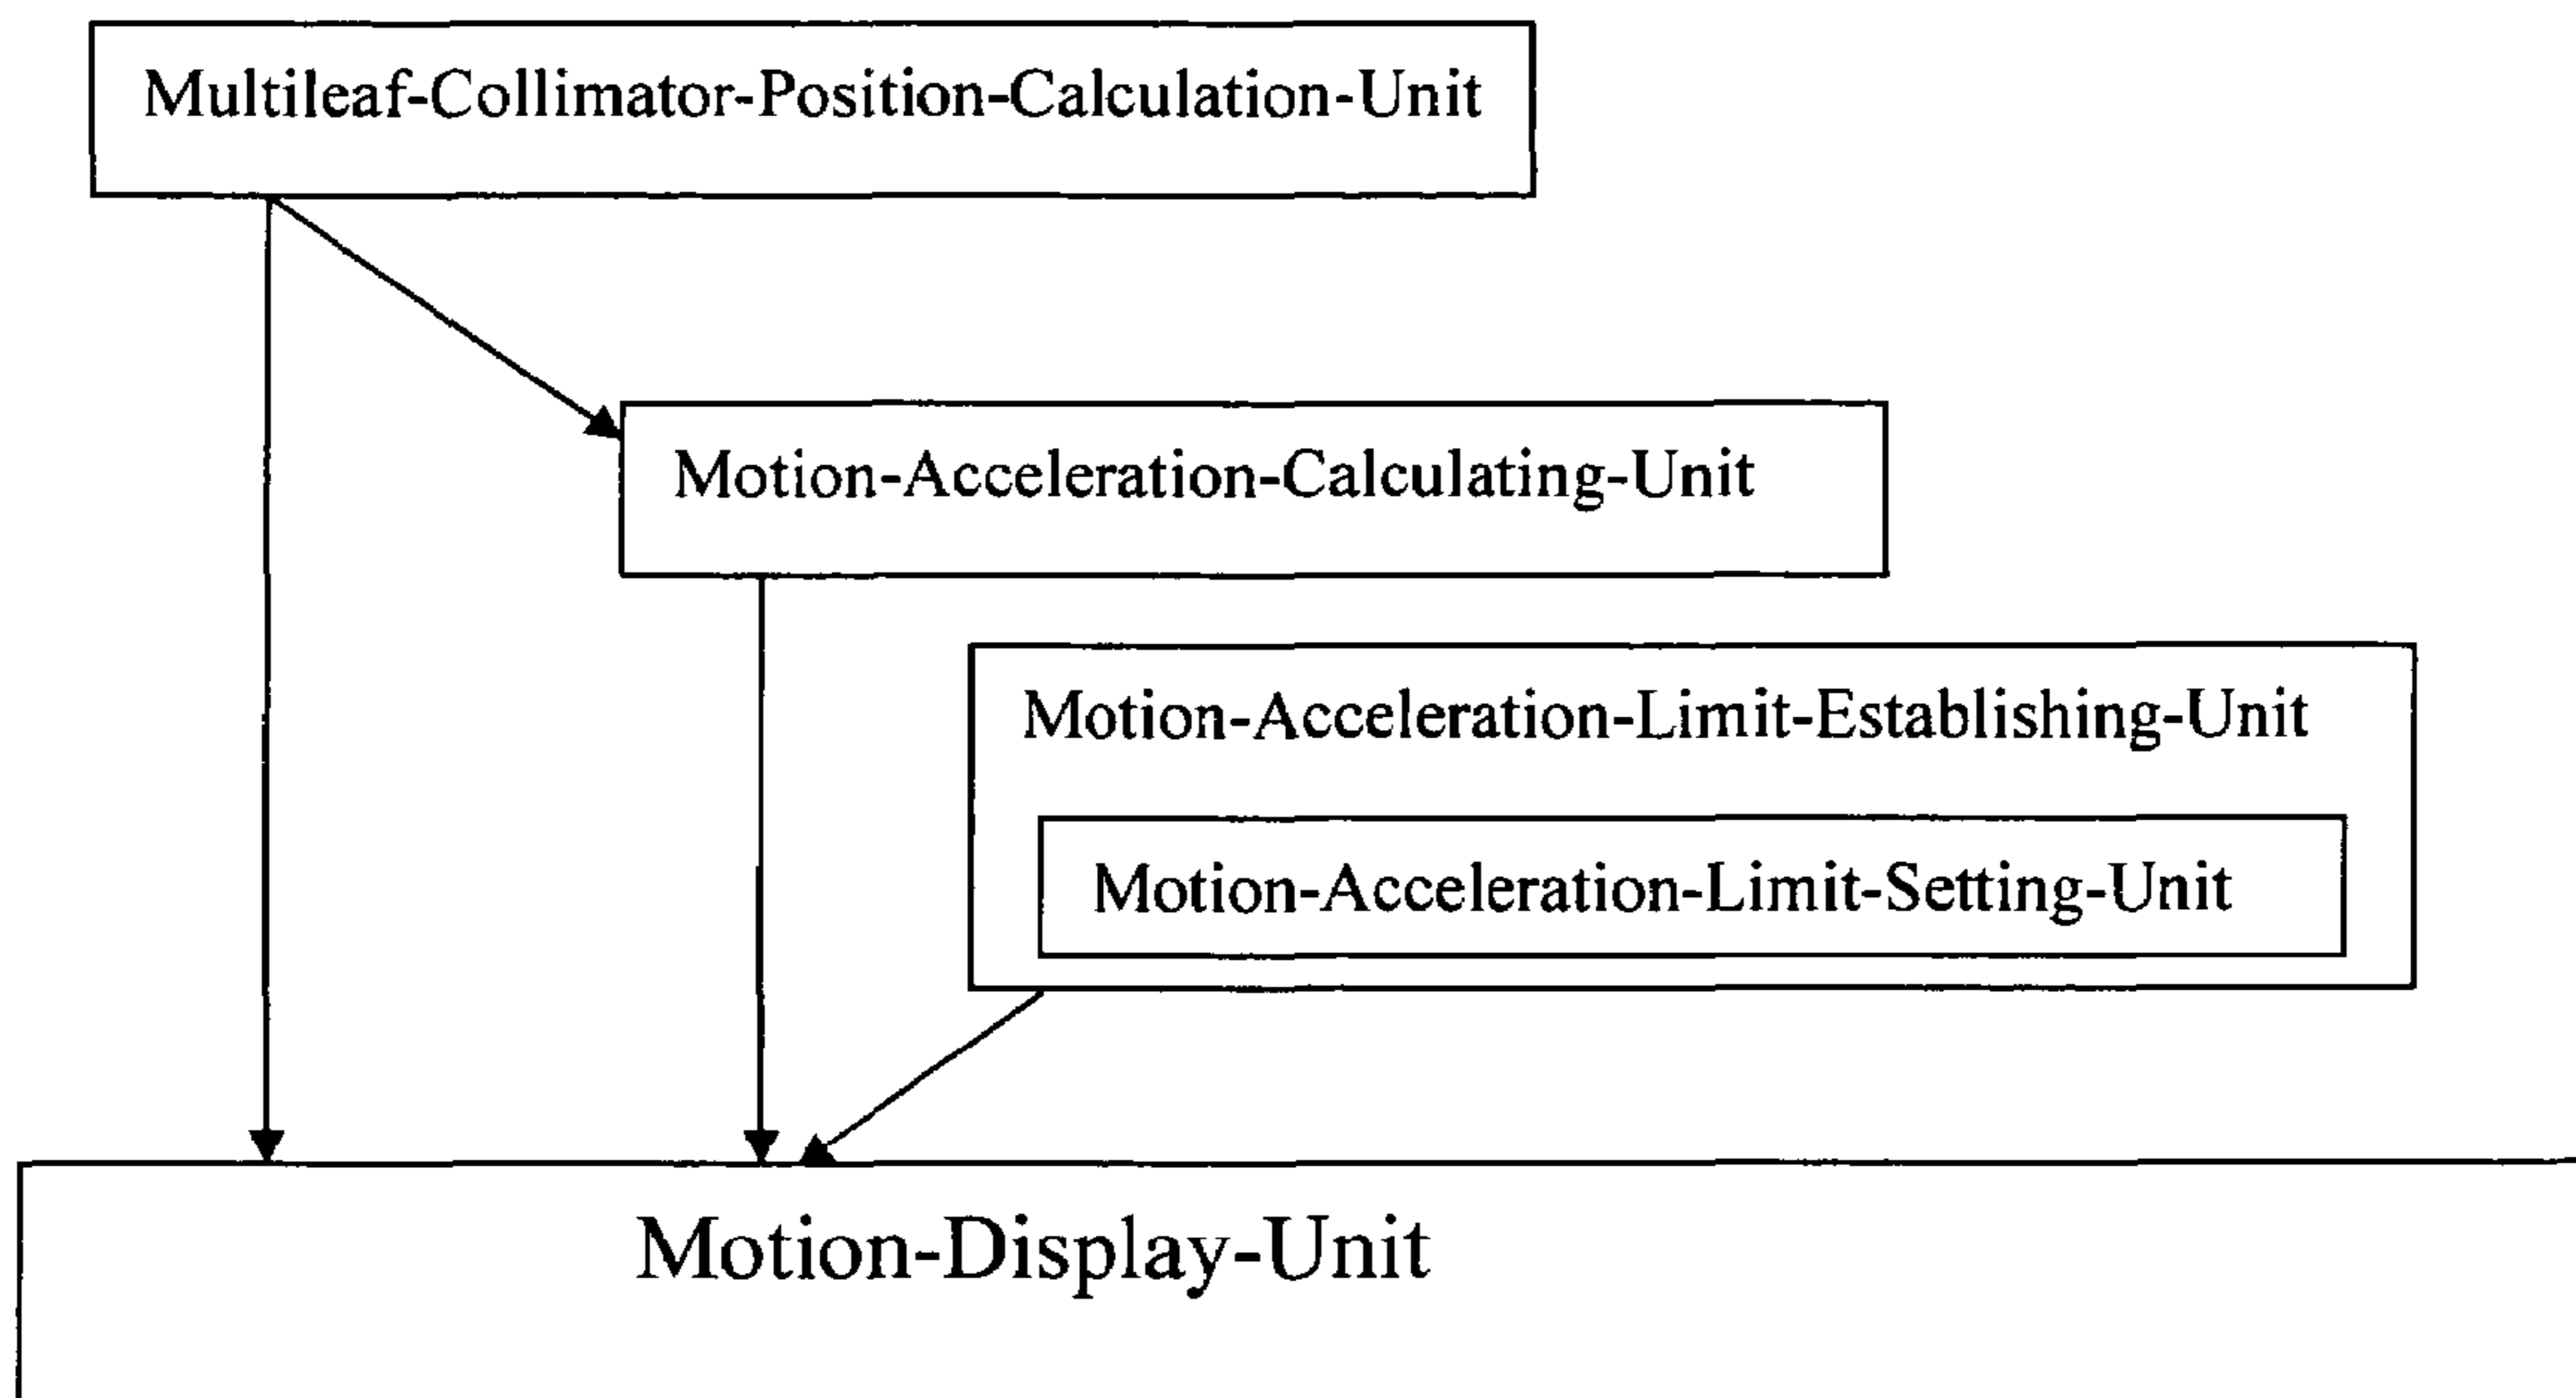 Multileaf-Collimator-Position-Calculation-Unit
Motion-Acceleration-Calculating-Unit
Motion-Acceleration-Limit-Establishing-Unit
Motion-Acceleration-Limit-Setting-Unit
Motion-Display-Unit